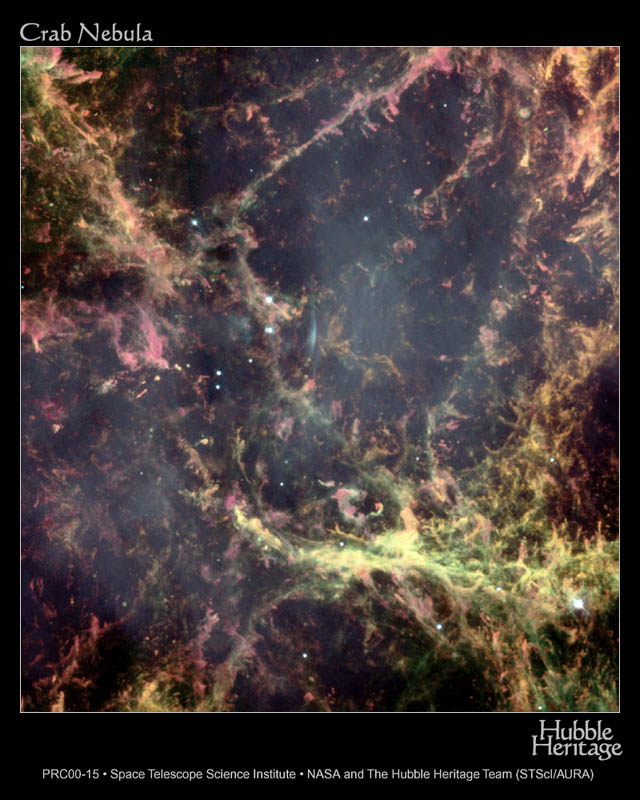 Crab Nebula
Hubble
Heritage
PRC00-15 • Space Telescope Science Institute • NASA and The Hubble Heritage Team (STScI/AURA)